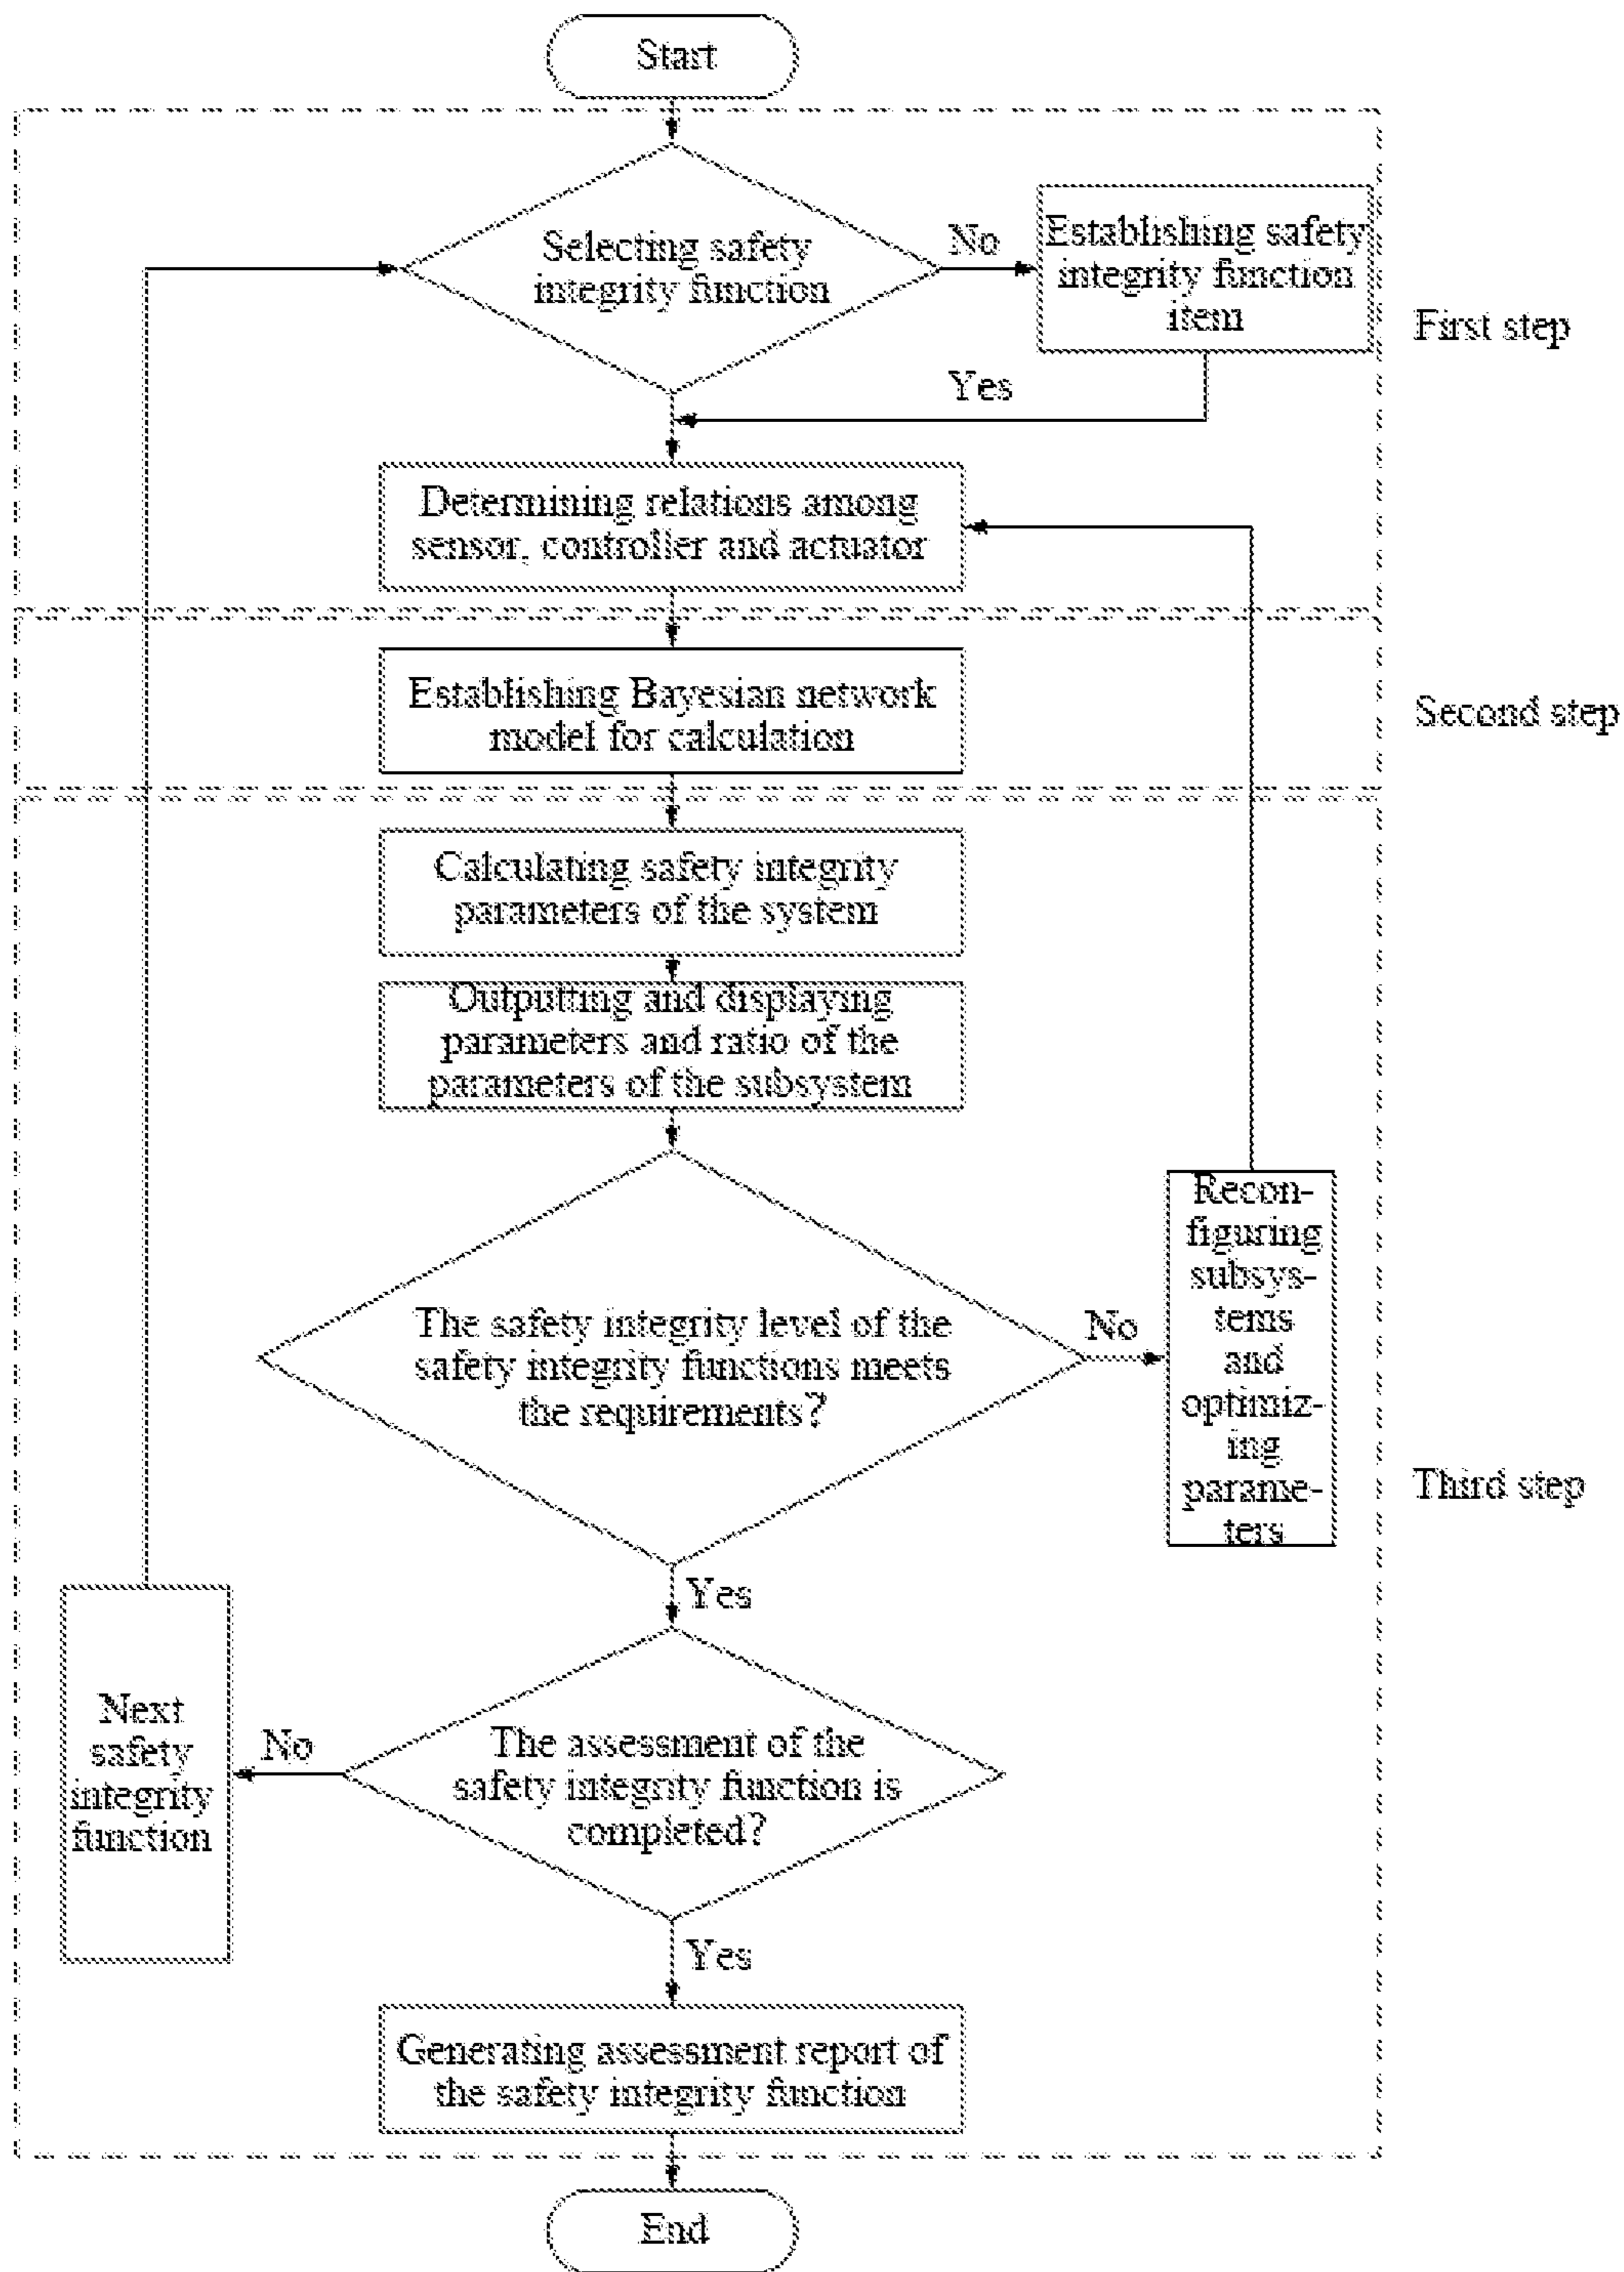 Start
Selecting safety
integrity function
No
Establishing safety
integrity function
item
First step
Yes
Determining relations among
sensor, controller and actuator
Establishing Bayesian network
model for calculation
Second step
Calculating safety integrity
parameters of the system
Outputting and displaying
parameters and ratio of the
parameters of the subsystem
The safety integrity level of the
safety integrity functions meets
the requirements?
No
Recon-
figuring
subsys-
tems
and
optimiz-
ing
parame-
ters
Third step
Yes
Next
safety
integrity
function
No
The assessment of the
safety integrity function is
completed?
Yes
Generating assessment report of
the safety integrity function
End